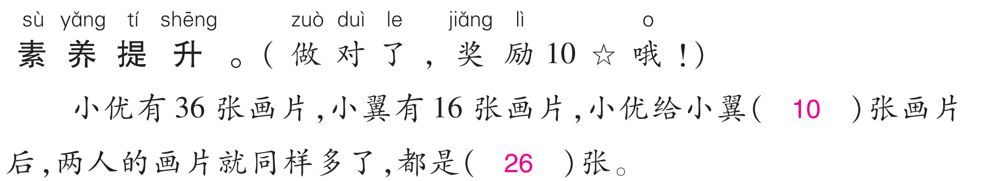 sù yǎng tí shēng zuò duì le jiǎng lì o
素养提升。(做对了,奖励10☆哦!)
小优有36张画片,小翼有16张画片,小优给小翼( 10 )张画片
后,两人的画片就同样多了,都是( 26 )张。